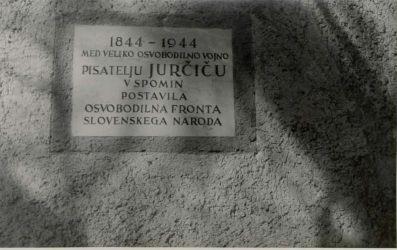 1844 - 1944
MED VELIKO OSVOBODILNO VOJNO
PISATELJU JURČIČU
V SPOMIN
POSTAVILA
OSVOBODILNA FRONTA
SLOVENSKEGA NARODA